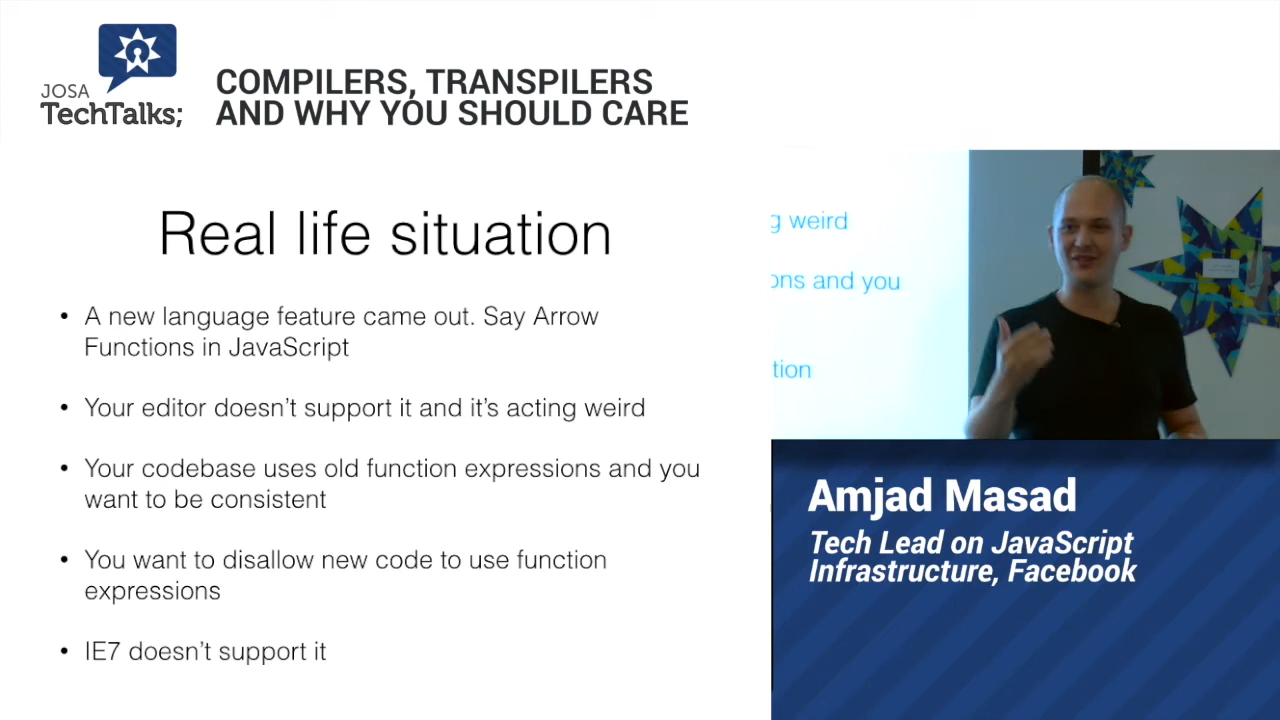 JOSA
TechTalks;
COMPILERS, TRANSPILERS
AND WHY YOU SHOULD CARE
Real life situation
• A new language feature came out. Say Arrow
Functions in JavaScript
• Your editor doesn't support it and it's acting weird
• Your codebase uses old function expressions and you
want to be consistent
• You want to disallow new code to use function
expressions
• IE7 doesn't support it
g weird
ons and you
tion
Amjad Masad
Tech Lead on JavaScript
Infrastructure, Facebook